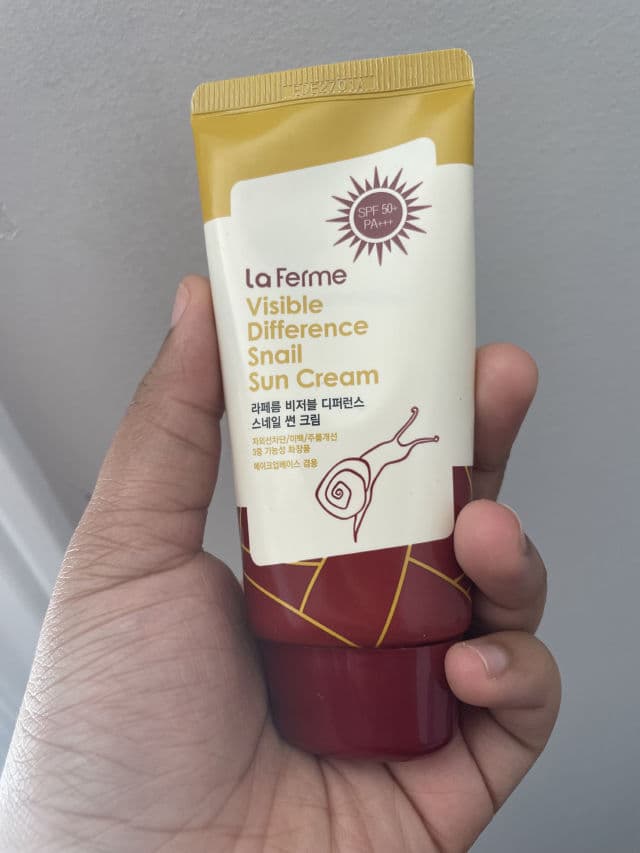 SPF 50+
PA+++
LaFerme
Visible
Difference
Snail
Sun Cream
라페름 비저블 디퍼런스
스네일 썬 크림
자외선차단/미백/주름개선
3중 기능성 화장품
메이크업베이스 겸용